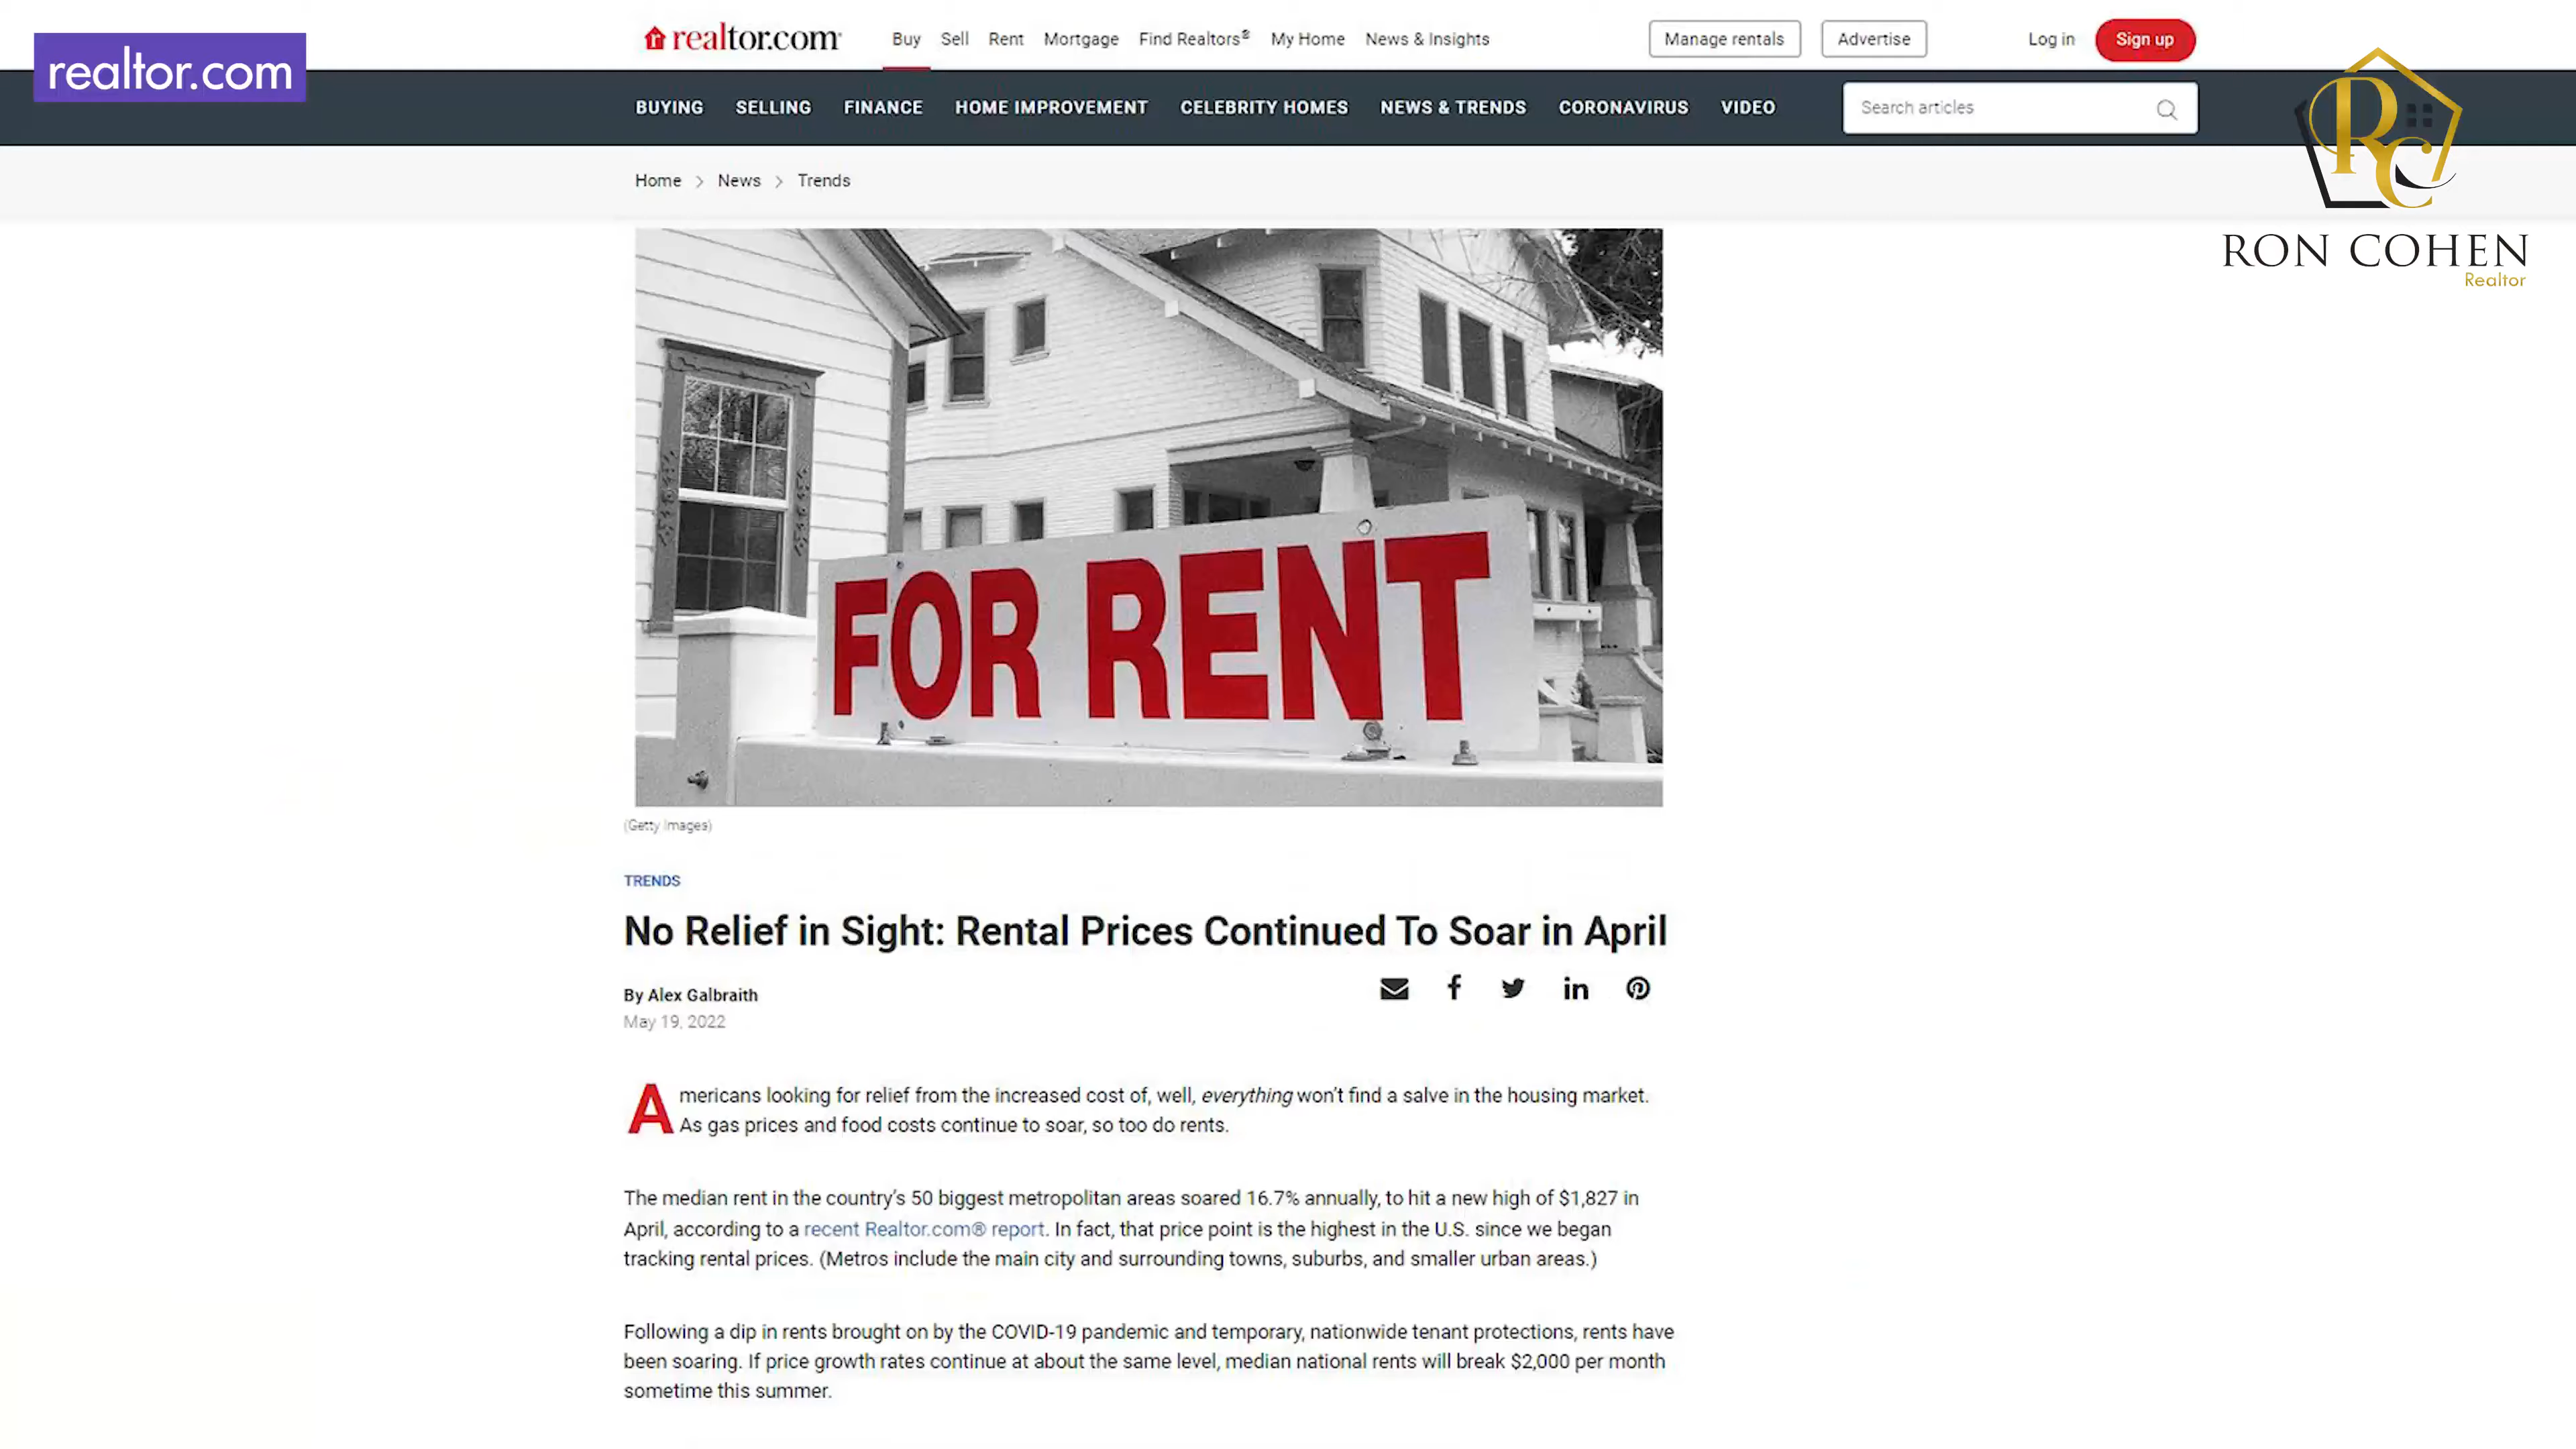 realtor.com
realtor.com
Buy Sell Rent Mortgage Find Realtors® My Home News & Insights
Manage rentals Advertise Log in Sign up
BUYING SELLING FINANCE HOME IMPROVEMENT CELEBRITY HOMES NEWS & TRENDS CORONAVIRUS VIDEO
Search articles
RC
RON COHEN
Realtor
Home > News > Trends
FOR RENT
(Getty Images)
TRENDS
No Relief in Sight: Rental Prices Continued To Soar in April
By Alex Galbraith
May 19, 2022
Americans looking for relief from the increased cost of, well, everything won't find a salve in the housing market.
As gas prices and food costs continue to soar, so too do rents.
The median rent in the country's 50 biggest metropolitan areas soared 16.7% annually, to hit a new high of $1,827 in
April, according to a recent Realtor.com® report. In fact, that price point is the highest in the U.S. since we began
tracking rental prices. (Metros include the main city and surrounding towns, suburbs, and smaller urban areas.)
Following a dip in rents brought on by the COVID-19 pandemic and temporary, nationwide tenant protections, rents have
been soaring. If price growth rates continue at about the same level, median national rents will break $2,000 per month
sometime this summer.